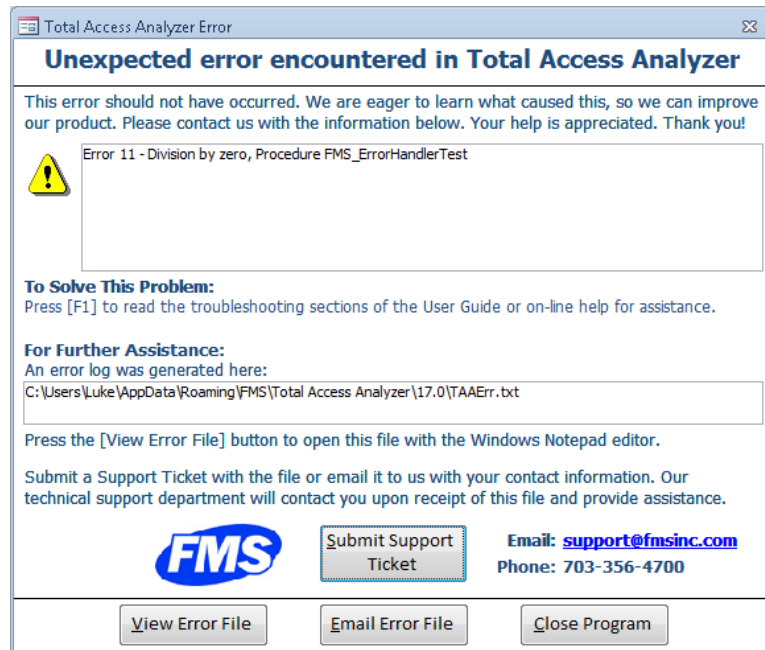 Total Access Analyzer Error
Unexpected error encountered in Total Access Analyzer
This error should not have occurred. We are eager to learn what caused this, so we can improve
our product. Please contact us with the information below. Your help is appreciated. Thank you!
Error 11 - Division by zero, Procedure FMS_ErrorHandlerTest
To Solve This Problem:
Press [F1] to read the troubleshooting sections of the User Guide or on-line help for assistance.
For Further Assistance:
An error log was generated here:
C:\Users\Luke\AppData\Roaming\FMS\Total Access Analyzer\17.0\TAAErr.txt
Press the [View Error File] button to open this file with the Windows Notepad editor.
Submit a Support Ticket with the file or email it to us with your contact information. Our
technical support department will contact you upon receipt of this file and provide assistance.
FMS
Submit Support
Ticket
Email: support@fmsinc.com
Phone: 703-356-4700
View Error File
Email Error File
Close Program